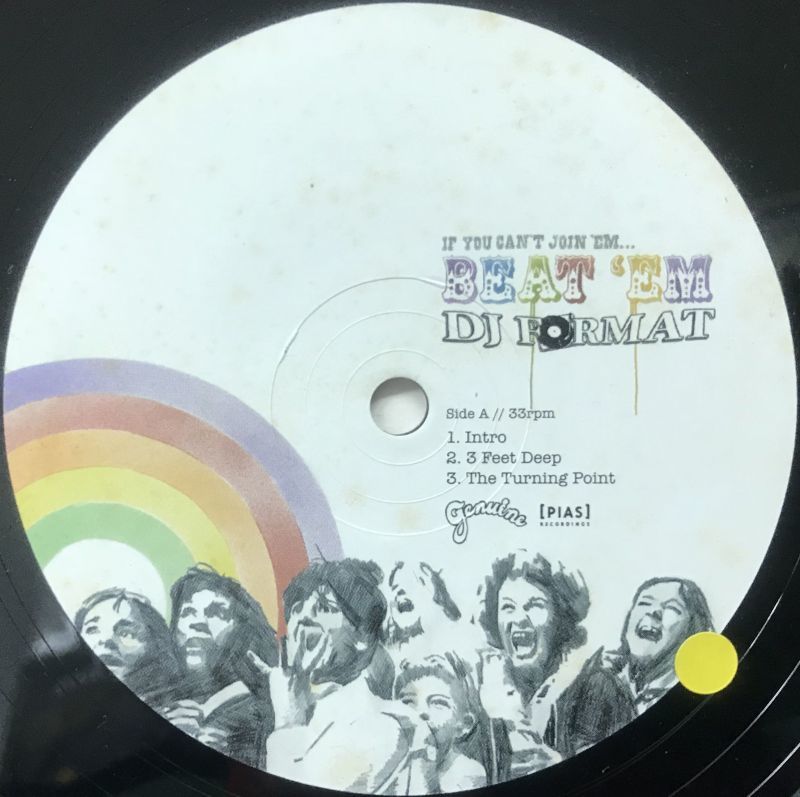 IF YOU CAN'T JOIN 'EM...
BEAT 'EM
DJ FORMAT
Side A // 33rpm
1. Intro
2. 3 Feet Deep
3. The Turning Point
Genuine
[PIAS]
RECORDINGS